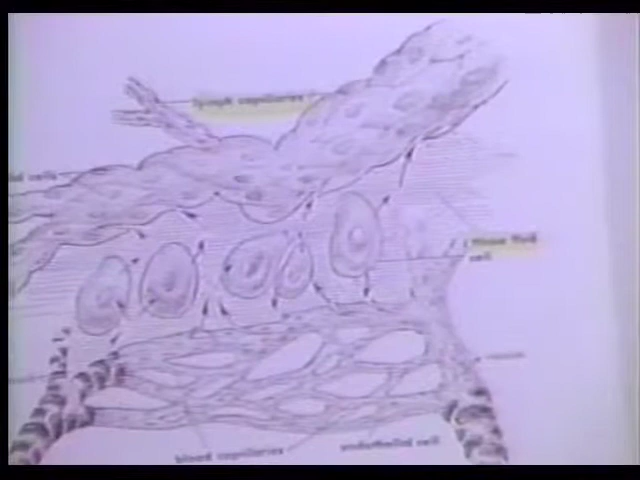 lymph capillaries
tissue fluid
cell
blood capillaries
endothelial cell